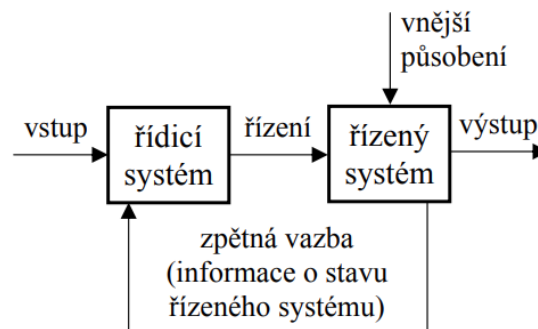 vnější
působení
vstup
řídicí
systém
řízení
řízený
systém
výstup
zpětná vazba
(informace o stavu
řízeného systému)